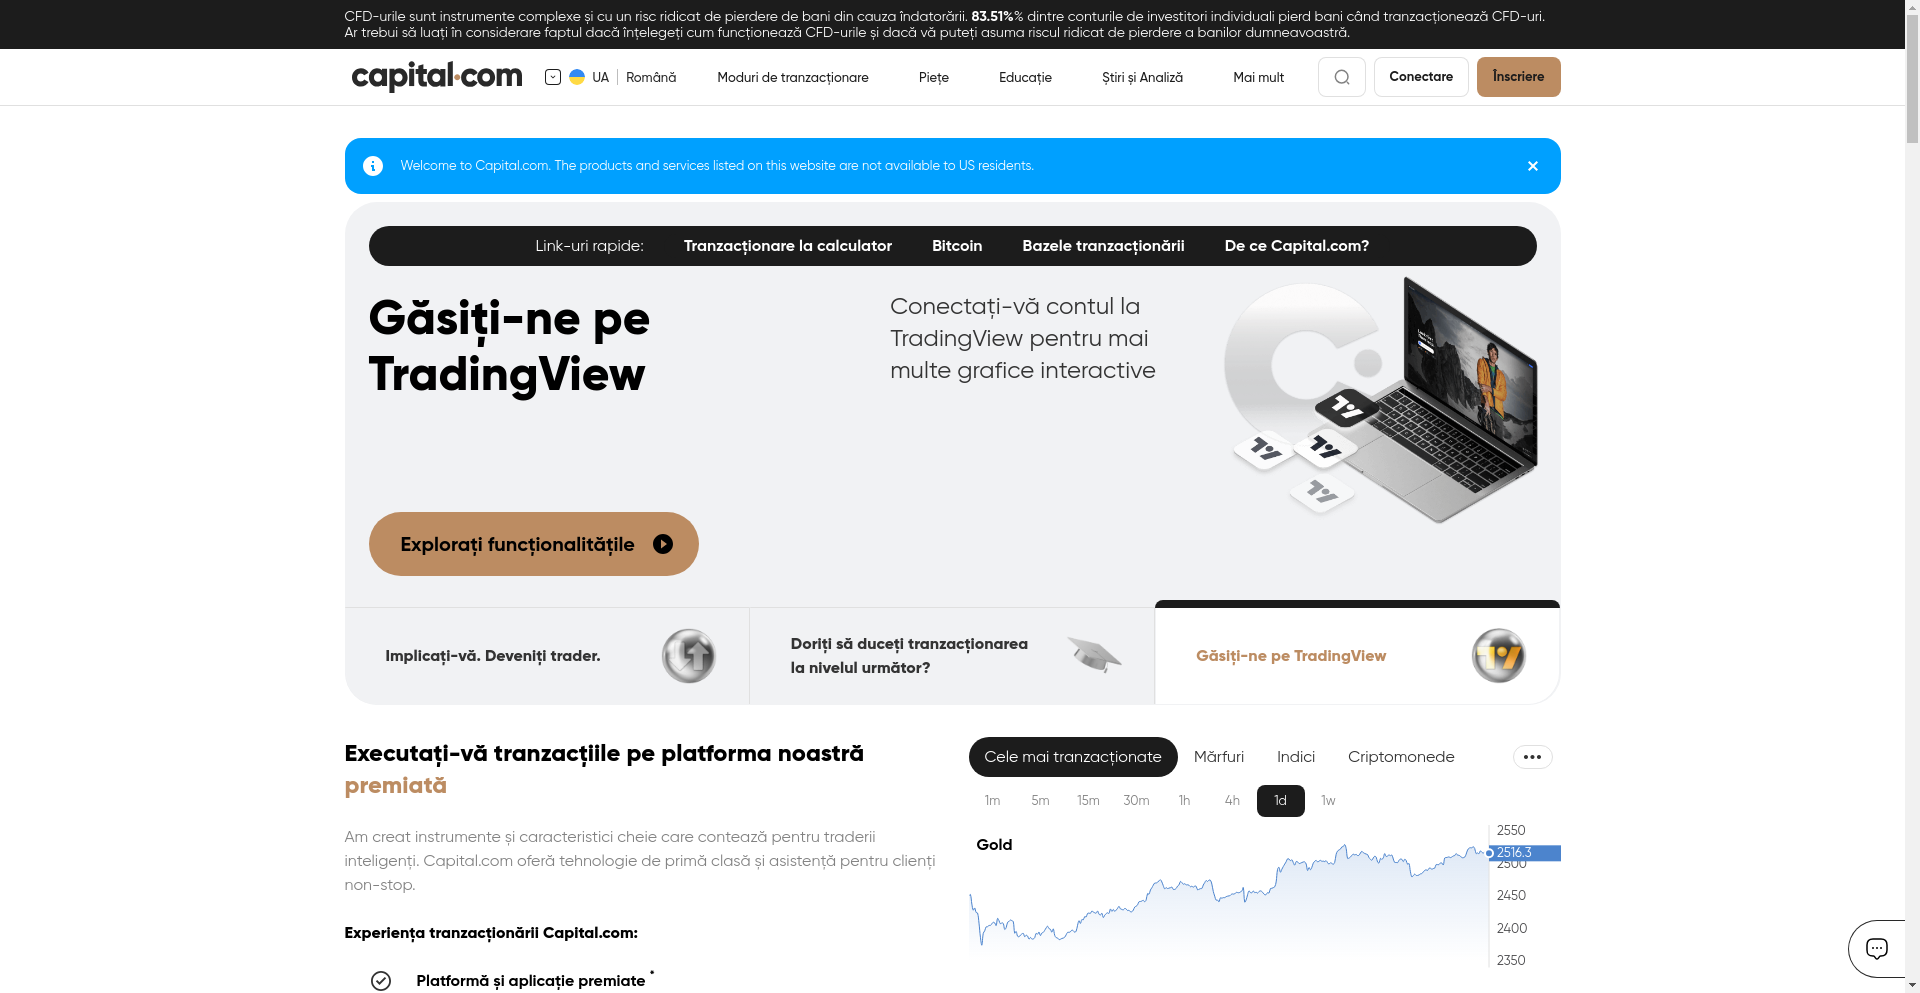 CFD-urile sunt instrumente complexe și cu un risc ridicat de pierdere de bani din cauza îndatorării. 83.51%% dintre conturile de investitori individuali pierd bani când tranzacționează CFD-uri.
Ar trebui să luați în considerare faptul dacă înțelegeți cum funcționează CFD-urile și dacă vă puteți asuma riscul ridicat de pierdere a banilor dumneavoastră.
capital.com
UA
Română
Moduri de tranzacționare
Piețe
Educație
Știri și Analiză
Mai mult
Conectare
Înscriere
Welcome to Capital.com. The products and services listed on this website are not available to US residents.
Link-uri rapide:
Tranzacționare la calculator
Bitcoin
Bazele tranzacționării
De ce Capital.com?
Găsiți-ne pe
TradingView
Conectați-vă contul la
TradingView pentru mai
multe grafice interactive
Explorați funcționalitățile
Implicați-vă. Deveniți trader.
Doriți să duceți tranzacționarea
la nivelul următor?
Găsiți-ne pe TradingView
Executați-vă tranzacțiile pe platforma noastră
premiată
Am creat instrumente și caracteristici cheie care contează pentru traderii
inteligenți. Capital.com oferă tehnologie de primă clasă și asistență pentru clienți
non-stop.
Experiența tranzacționării Capital.com:
Platformă și aplicație premiate *
Cele mai tranzacționate
Mărfuri
Indici
Criptomonede
1m
5m
15m
30m
1h
4h
1d
1w
Gold
2550
2516.3
2500
2450
2400
2350